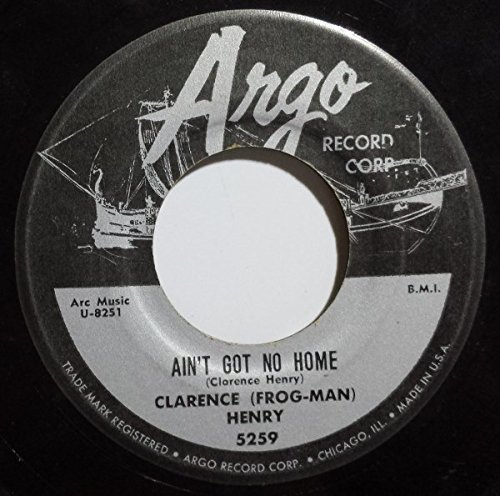 Argo
RECORD
CORP.
Arc Music
U-8251
B.M.I.
AIN'T GOT NO HOME
(Clarence Henry)
CLARENCE (FROG-MAN)
HENRY
5259
TRADE MARK REGISTERED • ARGO RECORD CORP. • CHICAGO, ILL. • MADE IN U.S.A.